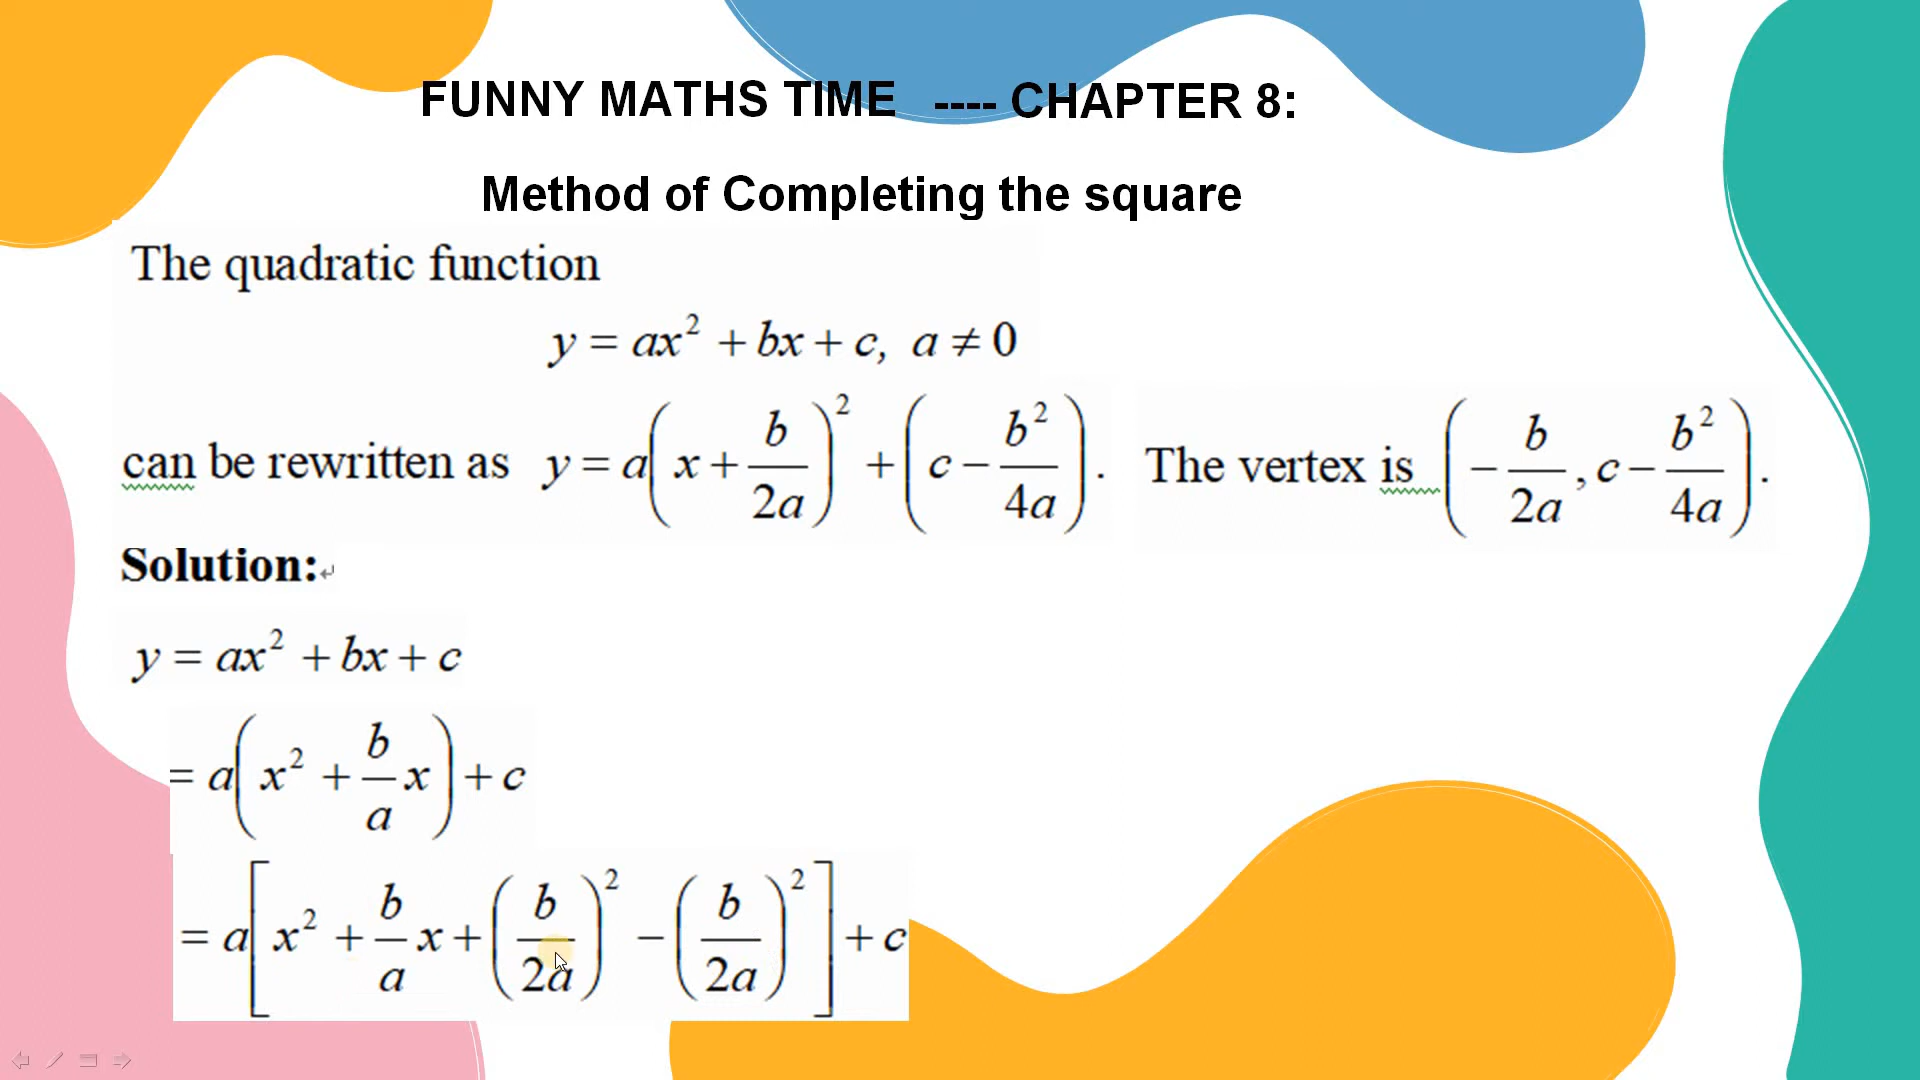 FUNNY MATHS TIME ---- CHAPTER 8:
Method of Completing the square
The quadratic function
y = ax² + bx + c, a ≠ 0
can be rewritten as y = a(x + b/2a)² + (c − b²/4a). The vertex is (−b/2a, c − b²/4a).
Solution:↵
y = ax² + bx + c
= a(x² + b/a x) + c
= a[x² + b/a x + (b/2a)² − (b/2a)²] + c